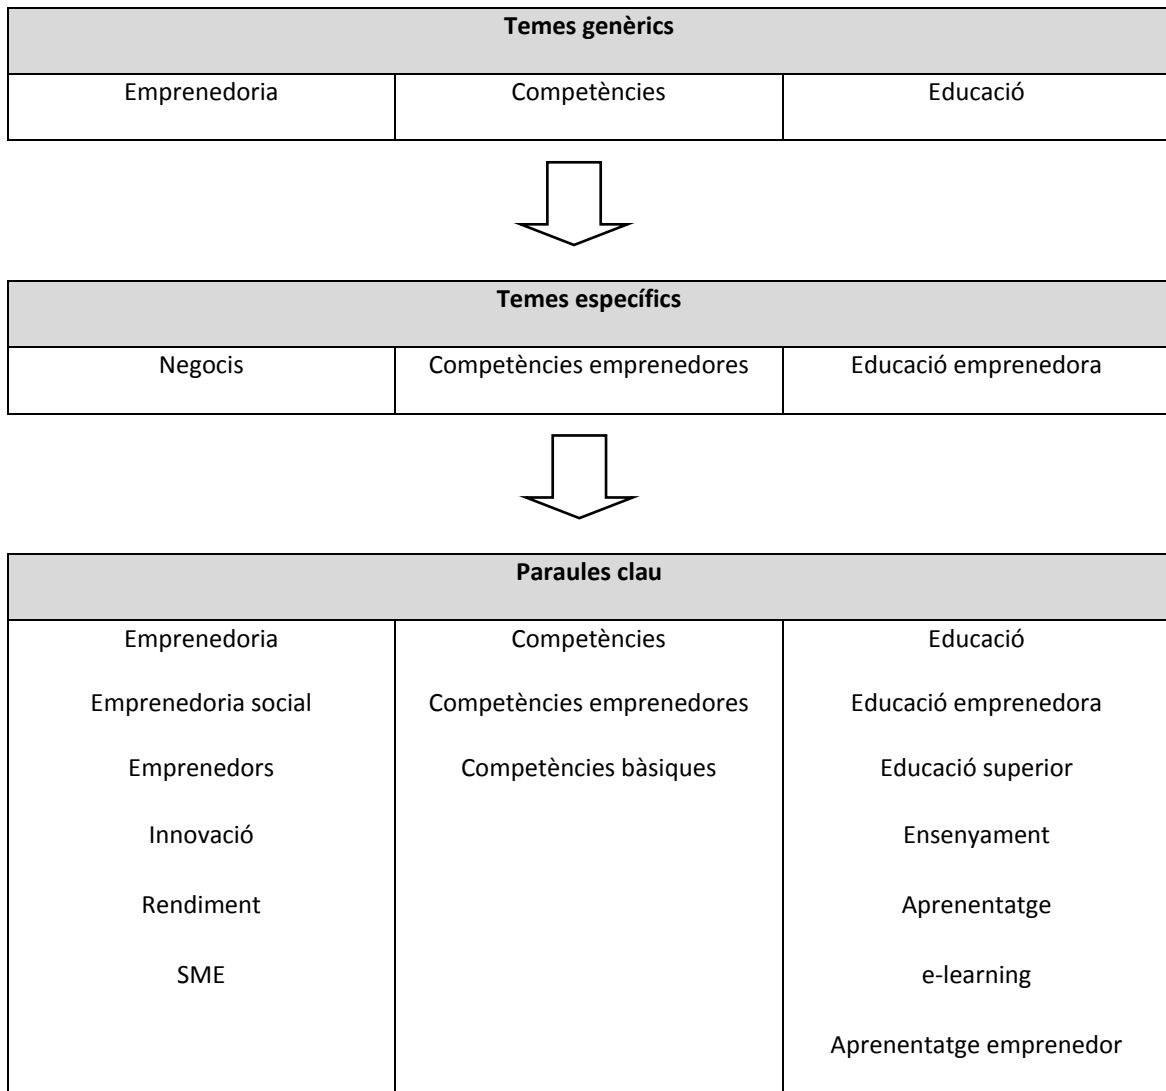 Temes genèrics
Emprenedoria Competències Educació
Temes específics
Negocis Competències emprenedores Educació emprenedora
Paraules clau
Emprenedoria Competències Educació
Emprenedoria social Competències emprenedores Educació emprenedora
Emprenedors Competències bàsiques Educació superior
Innovació Ensenyament
Rendiment Aprenentatge
SME e-learning
Aprenentatge emprenedor